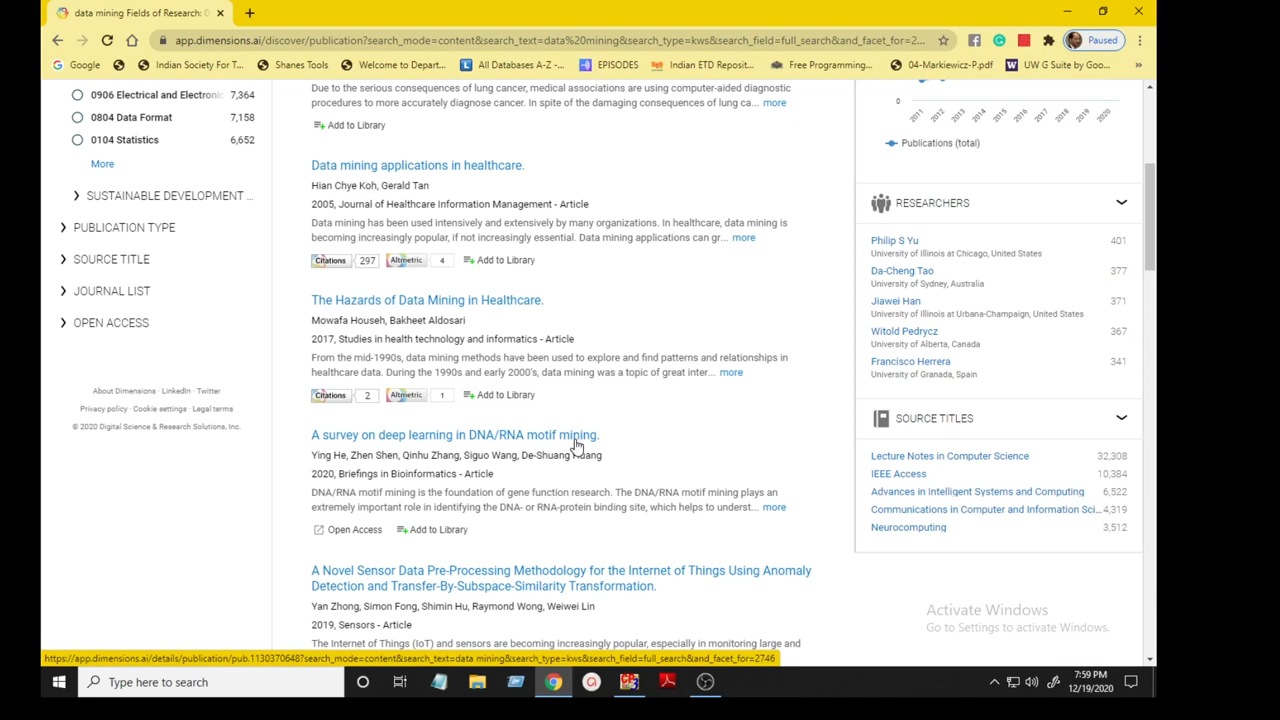 data mining Fields of Research: 0
app.dimensions.ai/discover/publication?search_mode=content&search_text=data%20mining&search_type=kws&search_field=full_search&and_facet_for=2...
Paused
Google
Indian Society For T...
Shanes Tools
Welcome to Depart...
All Databases A-Z -...
EPISODES
Indian ETD Reposit...
Free Programming...
04-Markiewicz-P.pdf
UW G Suite by Goo...
»
0906 Electrical and Electronic 7,364
0804 Data Format 7,158
0104 Statistics 6,652
More
SUSTAINABLE DEVELOPMENT ...
PUBLICATION TYPE
SOURCE TITLE
JOURNAL LIST
OPEN ACCESS
About Dimensions · LinkedIn · Twitter
Privacy policy · Cookie settings · Legal terms
© 2020 Digital Science & Research Solutions, Inc.
Due to the serious consequences of lung cancer, medical associations are using computer-aided diagnostic
procedures to more accurately diagnose cancer. In spite of the damaging consequences of lung ca... more
Add to Library
Data mining applications in healthcare.
Hian Chye Koh, Gerald Tan
2005, Journal of Healthcare Information Management - Article
Data mining has been used intensively and extensively by many organizations. In healthcare, data mining is
becoming increasingly popular, if not increasingly essential. Data mining applications can gr... more
Citations 297 Altmetric 4 Add to Library
The Hazards of Data Mining in Healthcare.
Mowafa Househ, Bakheet Aldosari
2017, Studies in health technology and informatics - Article
From the mid-1990s, data mining methods have been used to explore and find patterns and relationships in
healthcare data. During the 1990s and early 2000's, data mining was a topic of great inter... more
Citations 2 Altmetric 1 Add to Library
A survey on deep learning in DNA/RNA motif mining.
Ying He, Zhen Shen, Qinhu Zhang, Siguo Wang, De-Shuang Huang
2020, Briefings in Bioinformatics - Article
DNA/RNA motif mining is the foundation of gene function research. The DNA/RNA motif mining plays an
extremely important role in identifying the DNA- or RNA-protein binding site, which helps to underst... more
Open Access Add to Library
A Novel Sensor Data Pre-Processing Methodology for the Internet of Things Using Anomaly
Detection and Transfer-By-Subspace-Similarity Transformation.
Yan Zhong, Simon Fong, Shimin Hu, Raymond Wong, Weiwei Lin
2019, Sensors - Article
The Internet of Things (IoT) and sensors are becoming increasingly popular, especially in monitoring large and
0
2011 2012 2013 2014 2015 2016 2017 2018 2019 2020
Publications (total)
RESEARCHERS
Philip S Yu 401
University of Illinois at Chicago, United States
Da-Cheng Tao 377
University of Sydney, Australia
Jiawei Han 371
University of Illinois at Urbana-Champaign, United States
Witold Pedrycz 367
University of Alberta, Canada
Francisco Herrera 341
University of Granada, Spain
SOURCE TITLES
Lecture Notes in Computer Science 32,308
IEEE Access 10,384
Advances in Intelligent Systems and Computing 6,522
Communications in Computer and Information Sci... 4,319
Neurocomputing 3,512
Activate Windows
Go to Settings to activate Windows.
https://app.dimensions.ai/details/publication/pub.1130370648?search_mode=content&search_text=data mining&search_type=kws&search_field=full_search&and_facet_for=2746
Type here to search
7:59 PM
12/19/2020